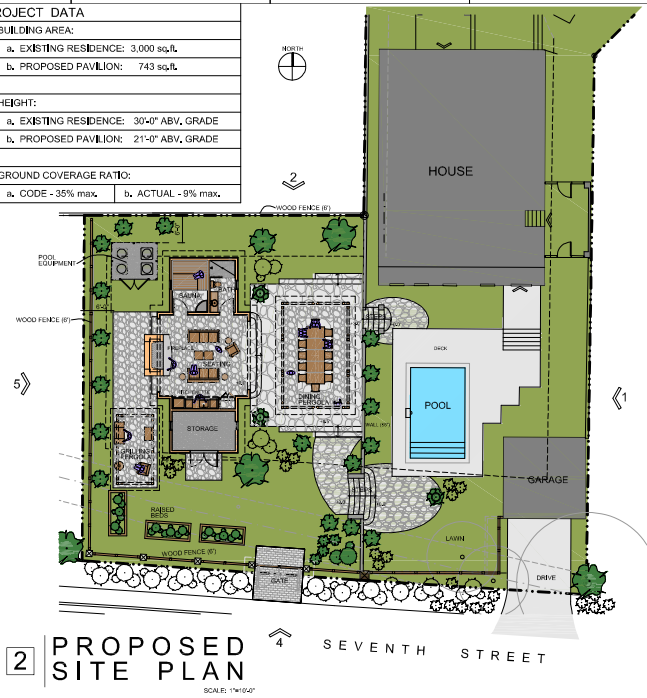 ROJECT DATA
BUILDING AREA:
a. EXISTING RESIDENCE: 3,000 sq.ft.
b. PROPOSED PAVILION: 743 sq.ft.
HEIGHT:
a. EXISTING RESIDENCE: 30'-0" ABV. GRADE
b. PROPOSED PAVILION: 21'-0" ABV. GRADE
GROUND COVERAGE RATIO:
a. CODE - 35% max. b. ACTUAL - 9% max.
NORTH
2
HOUSE
WOOD FENCE (6')
POOL
EQUIPMENT
SAUNA
BATH
WOOD FENCE (6')
FIREPLACE
SEATING
5
DECK
1
DINING
PERGOLA
POOL
STORAGE
WALL
GRILLING
PERGOLA
GARAGE
RAISED
BEDS
LAWN
WOOD FENCE (6')
GATE
DRIVE
4
SEVENTH STREET
2 PROPOSED
SITE PLAN
SCALE: 1"=10'-0"